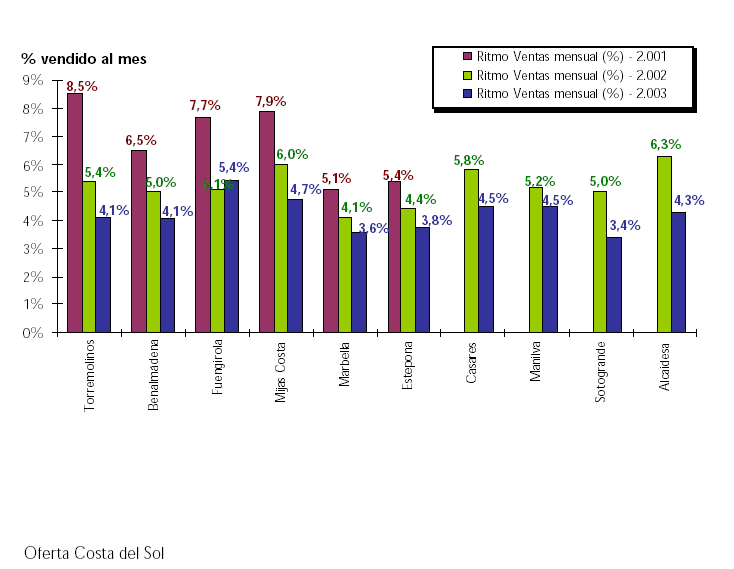 % vendido al mes
Ritmo Ventas mensual (%) - 2.001
Ritmo Ventas mensual (%) - 2.002
Ritmo Ventas mensual (%) - 2.003
9%
8%
7%
6%
5%
4%
3%
2%
1%
0%
8,5%
5,4%
4,1%
6,5%
5,0%
4,1%
7,7%
5,1%
5,4%
7,9%
6,0%
4,7%
5,1%
4,1%
3,6%
5,4%
4,4%
3,8%
5,8%
4,5%
5,2%
4,5%
5,0%
3,4%
6,3%
4,3%
Torremolinos
Benalmádena
Fuengirola
Mijas Costa
Marbella
Estepona
Casares
Manilva
Sotogrande
Alcaidesa
Oferta Costa del Sol